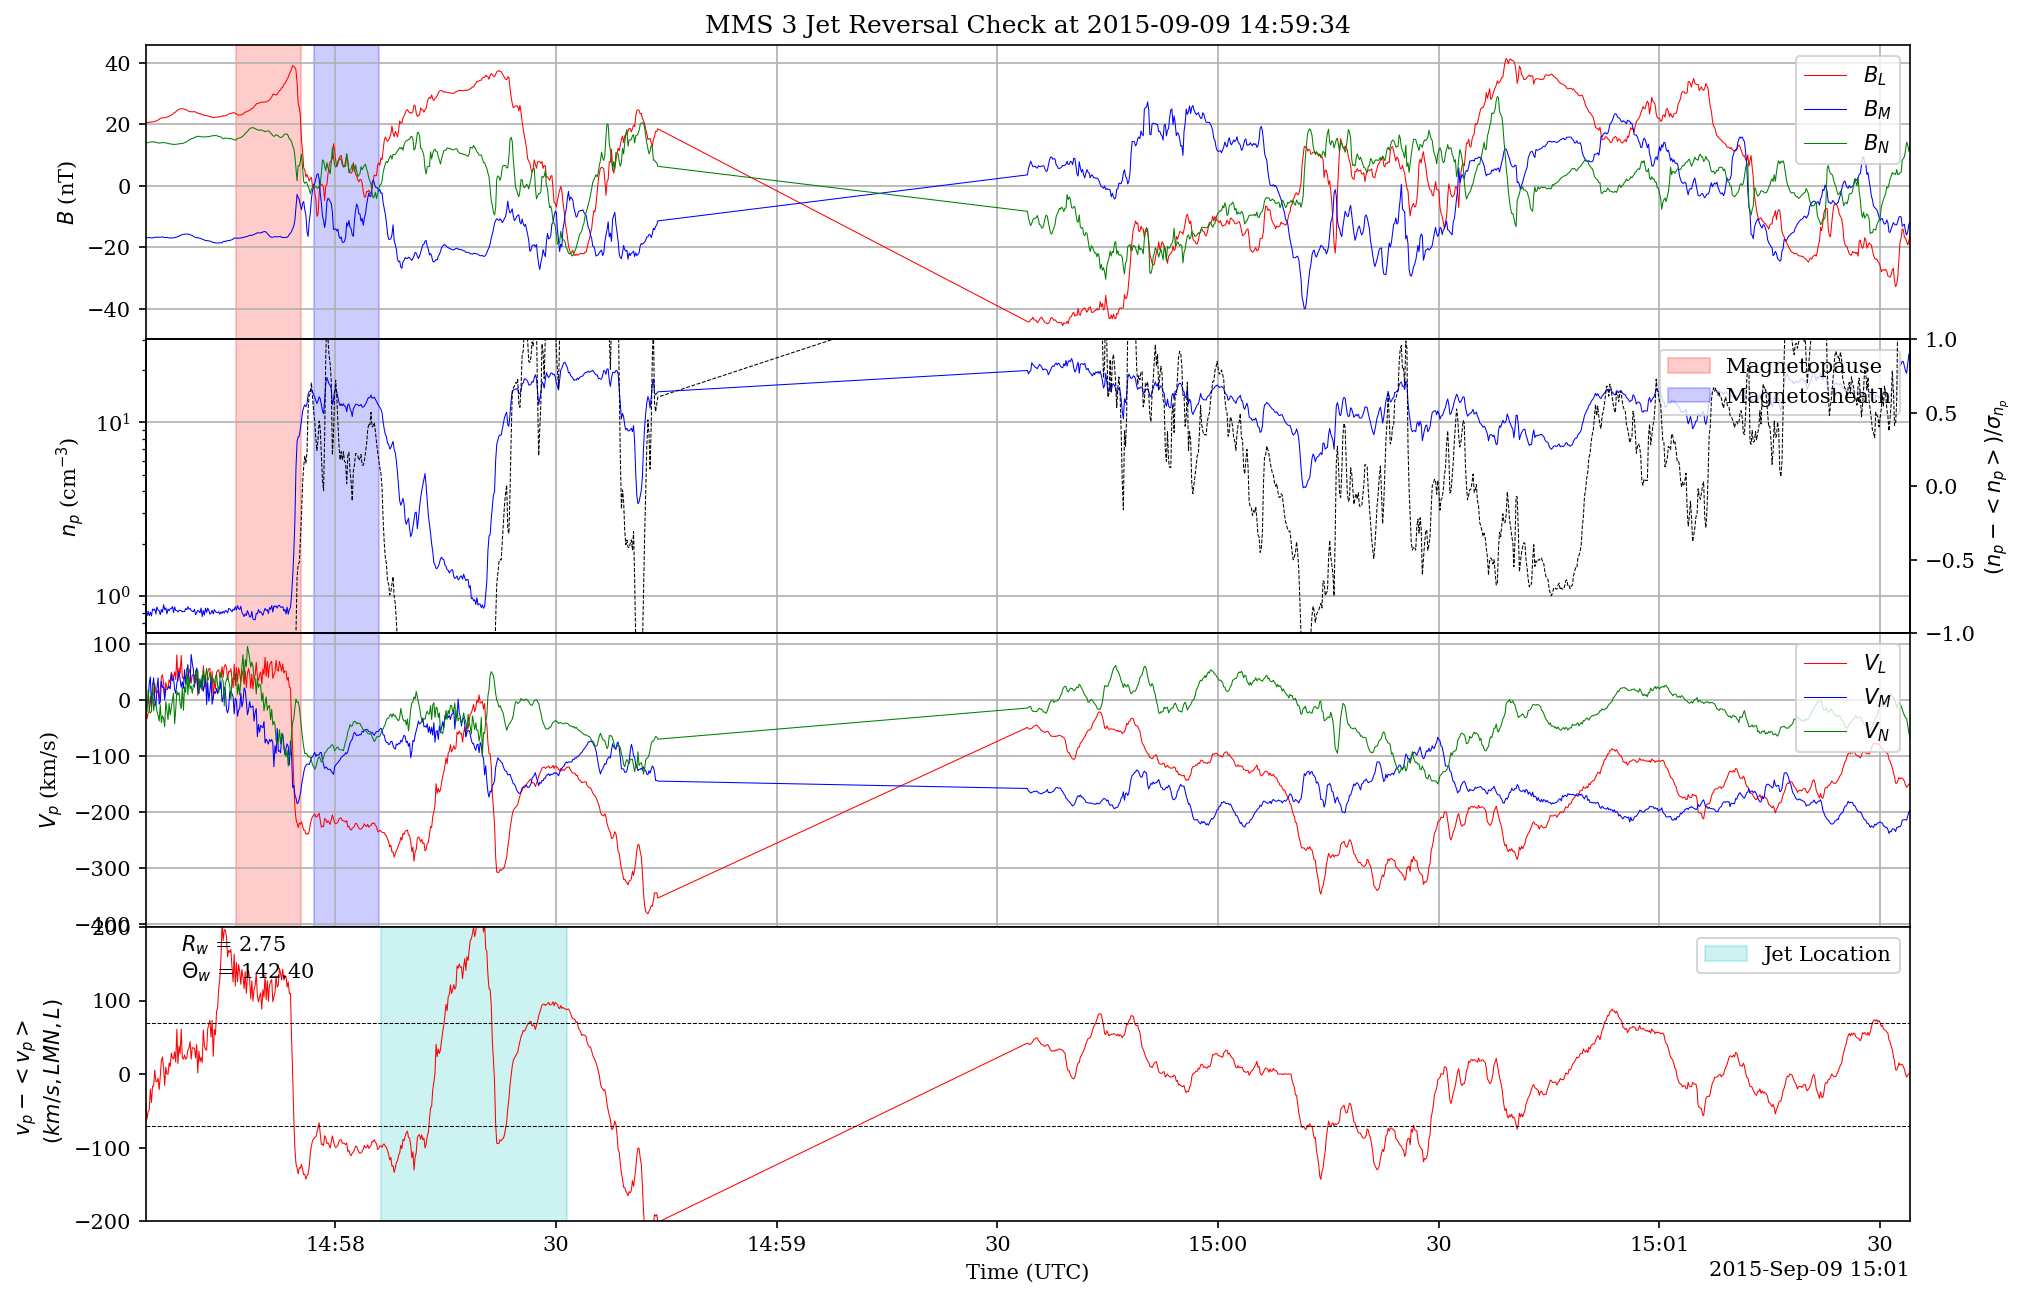 MMS 3 Jet Reversal Check at 2015-09-09 14:59:34
40
20
0
−20
−40
B (nT)
B_L
B_M
B_N
10^1
10^0
n_p (cm^−3)
1.0
0.5
0.0
−0.5
−1.0
(n_p − < n_p >)/σ_{n_p}
Magnetopause
Magnetosheath
100
0
−100
−200
−300
−400
V_p (km/s)
V_L
V_M
V_N
200
100
0
−100
−200
v_p − < v_p >
(km/s, LMN, L)
R_w = 2.75
Θ_w = 142.40
Jet Location
14:58
30
14:59
30
15:00
30
15:01
30
Time (UTC)
2015-Sep-09 15:01